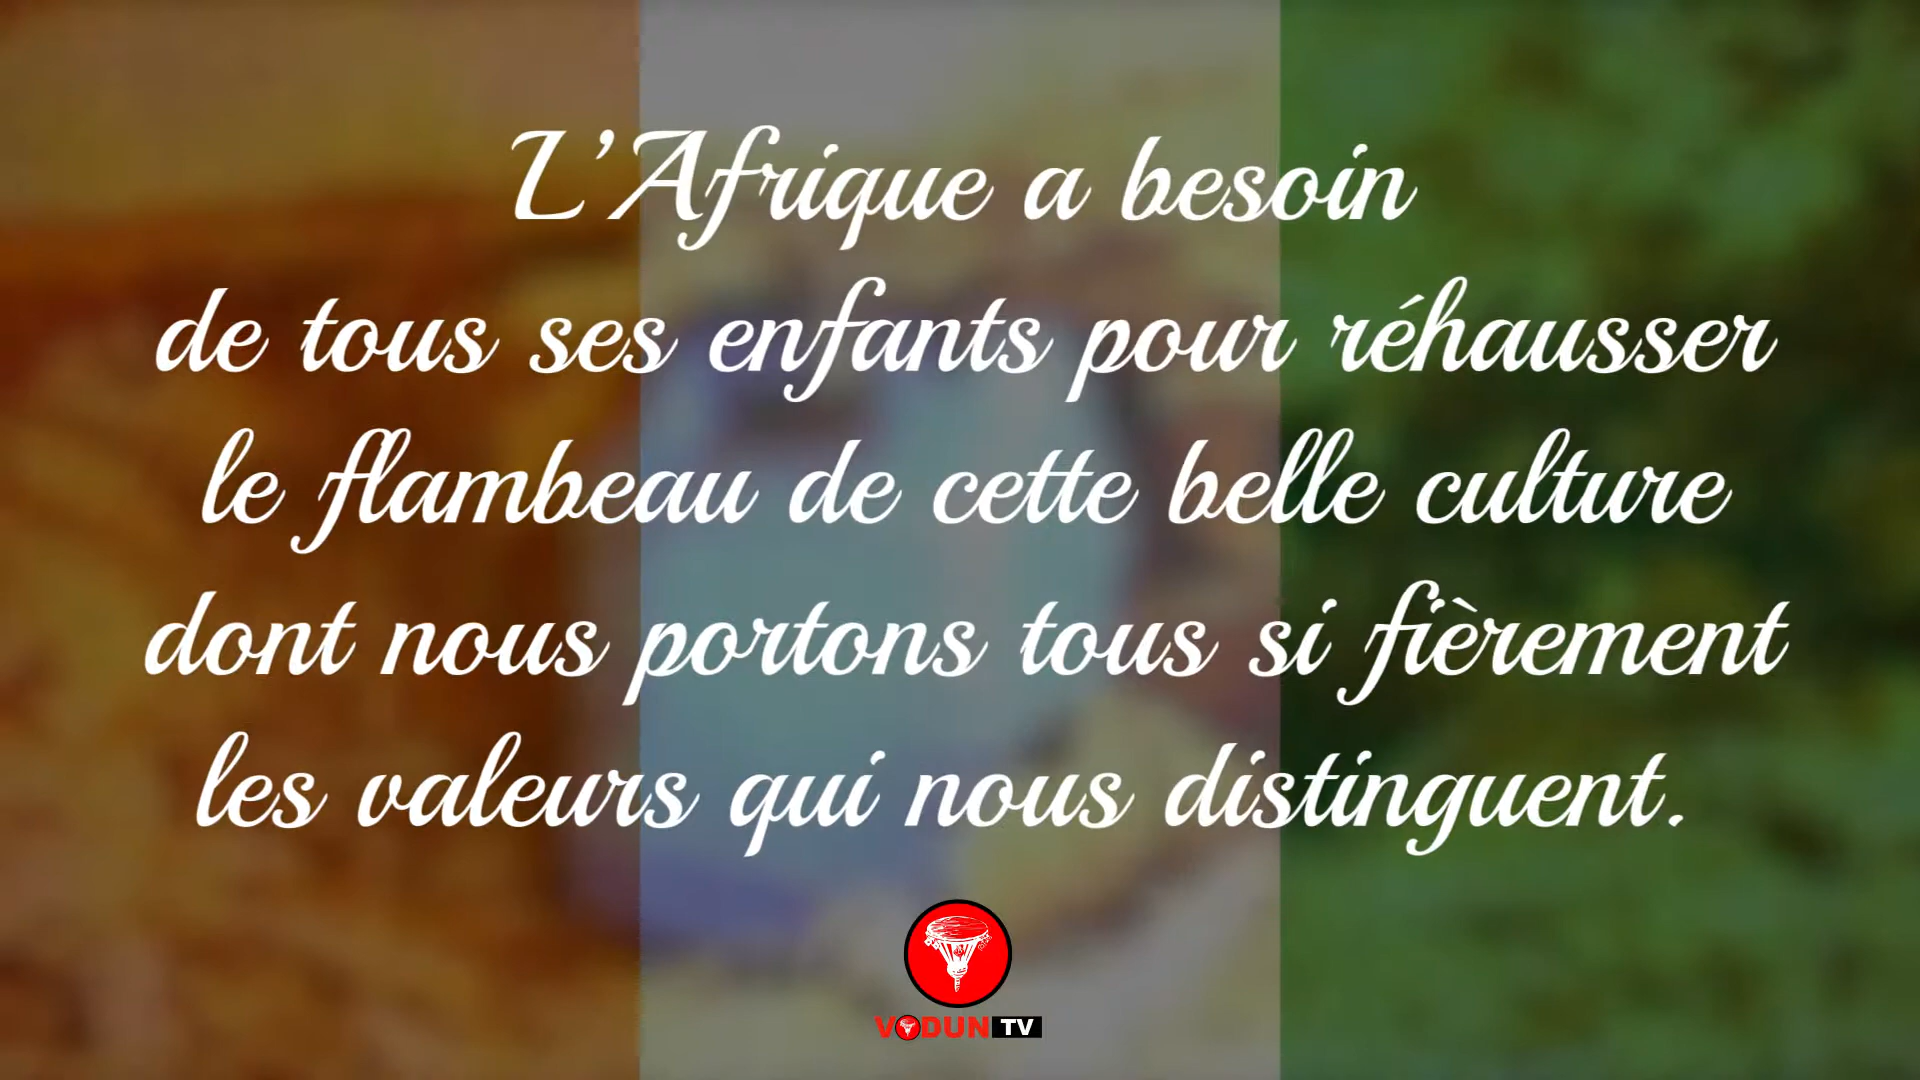 L'Afrique a besoin
de tous ses enfants pour réhausser
le flambeau de cette belle culture
dont nous portons tous si fièrement
les valeurs qui nous distinguent.
VODUN TV